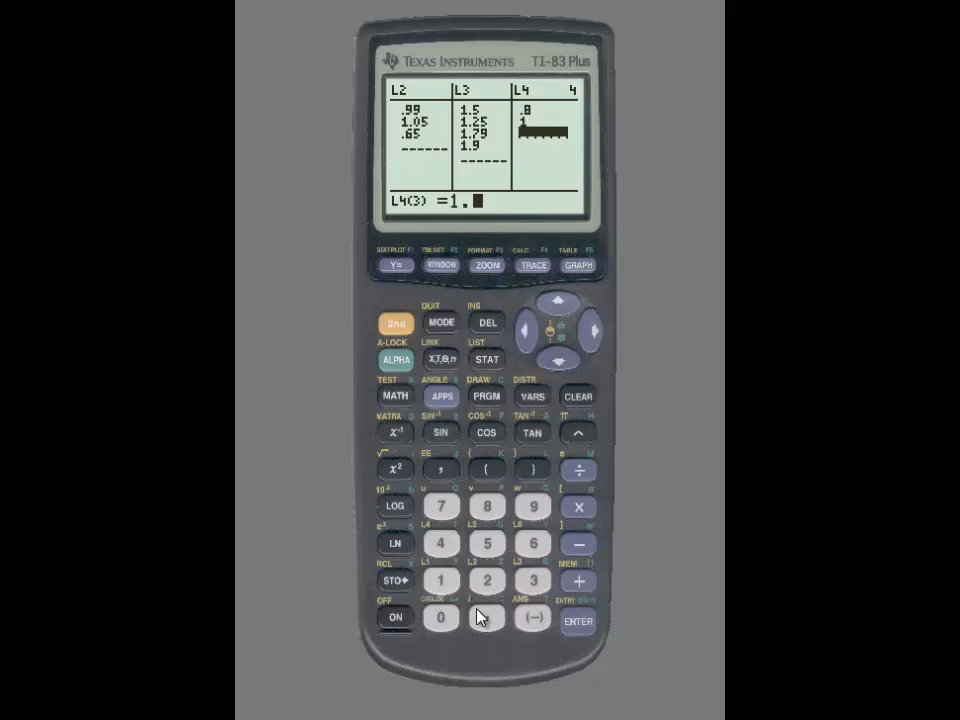 TEXAS INSTRUMENTS TI-83 Plus
L2 L3 L4 4
.99 1.5 .8
1.05 1.25 1
.65 1.79
------ 1.9
------
L4(3) =1.
STAT PLOT F1 TBLSET F2 FORMAT F3 CALC F4 TABLE F5
Y= WINDOW ZOOM TRACE GRAPH
QUIT INS
2nd MODE DEL
A-LOCK LINK LIST
ALPHA X,T,θ,n STAT
TEST A ANGLE B DRAW C DISTR
MATH APPS PRGM VARS CLEAR
MATRX D SIN⁻¹ E COS⁻¹ F TAN⁻¹ G π H
x⁻¹ SIN COS TAN ^
√ I EE J { K } L e M
x² , ( ) ÷
10ˣ N u O v P w Q [ R
LOG 7 8 9 ×
eˣ S L4 T L5 U L6 V ] W
LN 4 5 6 −
RCL X L1 Y L2 Z L3 θ MEM "
STO➔ 1 2 3 +
OFF CATALOG i : ANS ? ENTRY SOLVE
ON 0 (−) ENTER